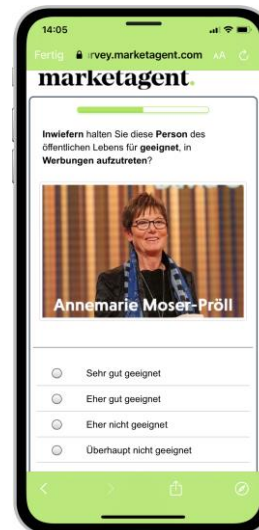 14:05
Fertig rvey.marketagent.com AA
marketagent.
Inwiefern halten Sie diese Person des
öffentlichen Lebens für geeignet, in
Werbungen aufzutreten?
Annemarie Moser-Pröll
Sehr gut geeignet
Eher gut geeignet
Eher nicht geeignet
Überhaupt nicht geeignet